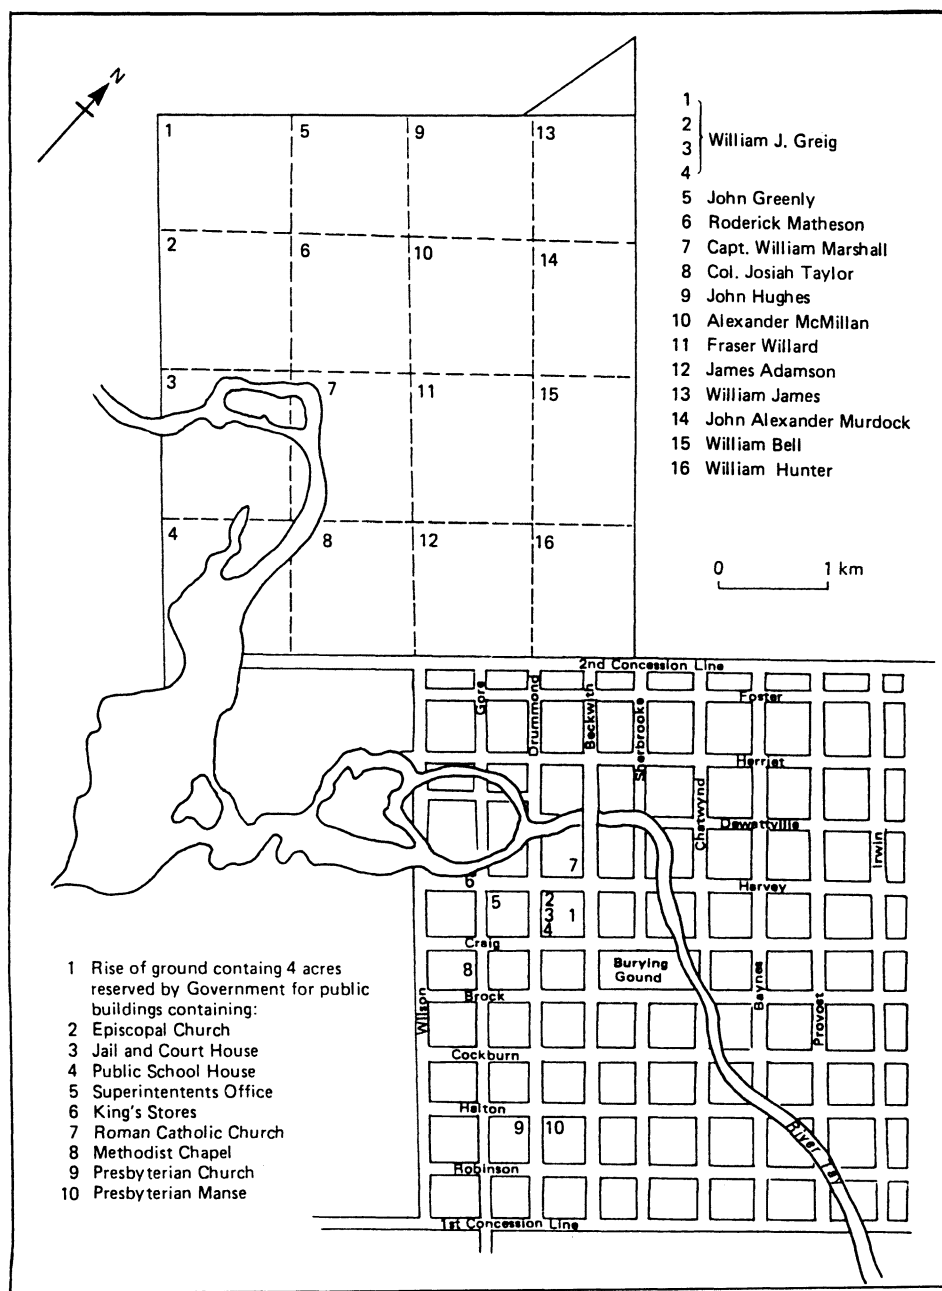 N
1 5 9 13
2 6 10 14
3 7 11 15
4 8 12 16
1
2
3
4
William J. Greig
5 John Greenly
6 Roderick Matheson
7 Capt. William Marshall
8 Col. Josiah Taylor
9 John Hughes
10 Alexander McMillan
11 Fraser Willard
12 James Adamson
13 William James
14 John Alexander Murdock
15 William Bell
16 William Hunter
0 1 km
2nd Concession Line
Gore
Drummond
Beckwith
Sherbrooke
Foster
Herriet
Chetwynd
Dewattville
Irwin
Harvey
7
6
5
2
3 1
4
Craig
8
Burying
Gound
Brock
Wilson
Baynes
Provost
Cockburn
Halton
9 10
River Tay
Robinson
1st Concession Line
1 Rise of ground containg 4 acres
reserved by Government for public
buildings containing:
2 Episcopal Church
3 Jail and Court House
4 Public School House
5 Superintentents Office
6 King's Stores
7 Roman Catholic Church
8 Methodist Chapel
9 Presbyterian Church
10 Presbyterian Manse